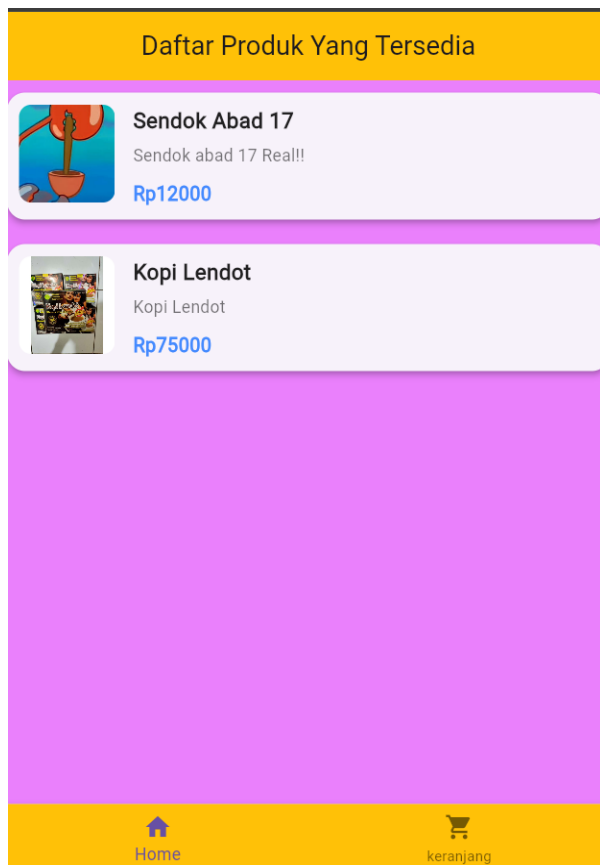 Daftar Produk Yang Tersedia
Sendok Abad 17
Sendok abad 17 Real!!
Rp12000
Kopi Lendot
Kopi Lendot
Rp75000
Home
keranjang